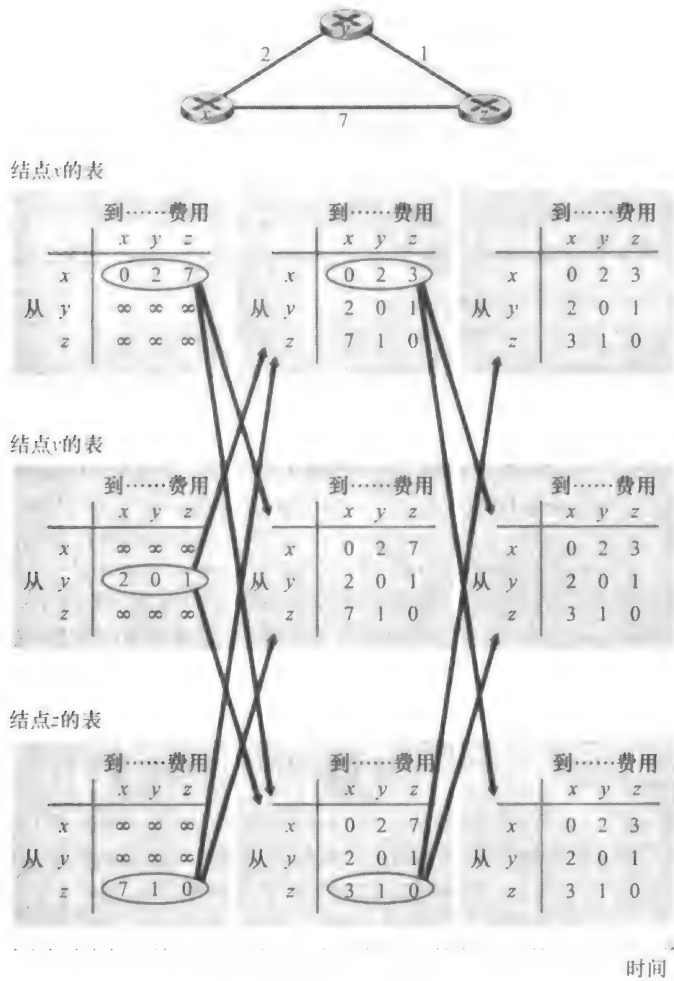 y
2 1
x z
7
结点x的表
到……费用 到……费用 到……费用
x y z x y z x y z
x 0 2 7 x 0 2 3 x 0 2 3
从 y ∞ ∞ ∞ 从 y 2 0 1 从 y 2 0 1
z ∞ ∞ ∞ z 7 1 0 z 3 1 0
结点y的表
到……费用 到……费用 到……费用
x y z x y z x y z
x ∞ ∞ ∞ x 0 2 7 x 0 2 3
从 y 2 0 1 从 y 2 0 1 从 y 2 0 1
z ∞ ∞ ∞ z 7 1 0 z 3 1 0
结点z的表
到……费用 到……费用 到……费用
x y z x y z x y z
x ∞ ∞ ∞ x 0 2 7 x 0 2 3
从 y ∞ ∞ ∞ 从 y 2 0 1 从 y 2 0 1
z 7 1 0 z 3 1 0 z 3 1 0
时间